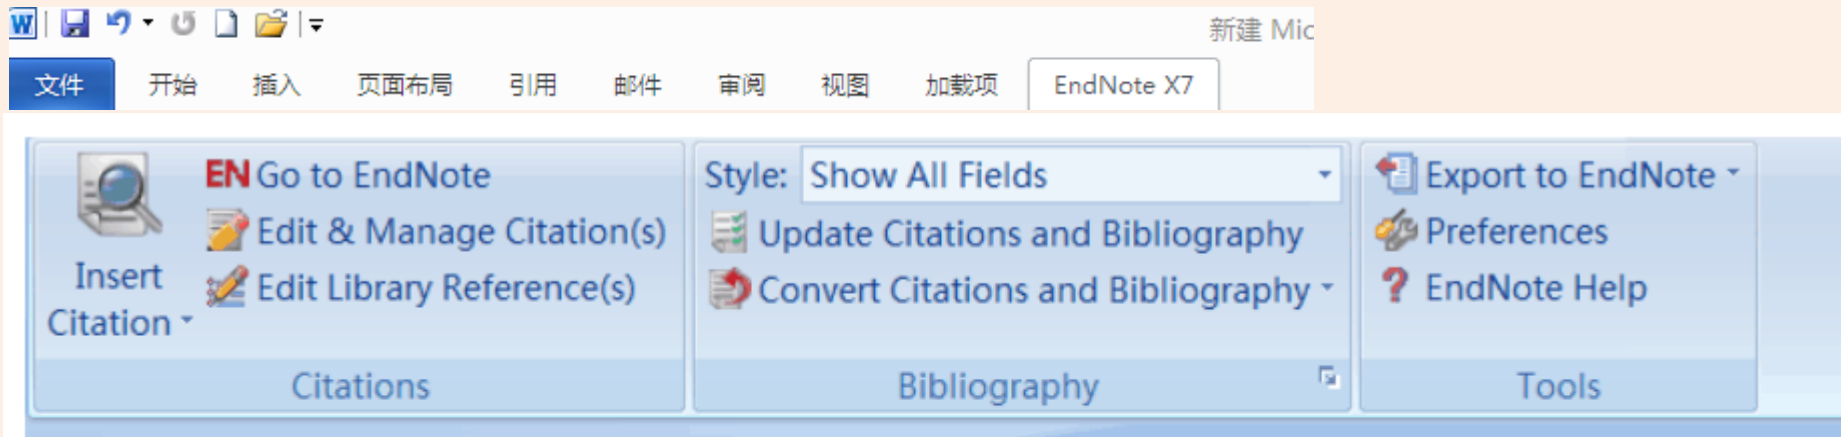 W
新建 Mic
文件 开始 插入 页面布局 引用 邮件 审阅 视图 加载项 EndNote X7
Insert
Citation
EN Go to EndNote
Edit & Manage Citation(s)
Edit Library Reference(s)
Citations
Style: Show All Fields
Update Citations and Bibliography
Convert Citations and Bibliography
Bibliography
Export to EndNote
Preferences
? EndNote Help
Tools